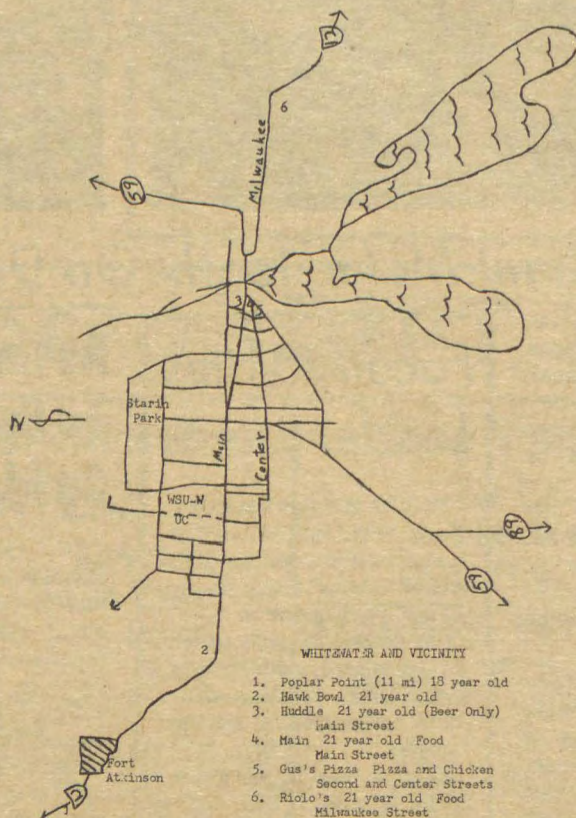 12
6
Milwaukee
59
3
4
5
Starin
Park
N
Main
Center
WSU-W
UC
89
59
2
WHITEWATER AND VICINITY
1. Poplar Point (11 mi) 18 year old
2. Hawk Bowl 21 year old
3. Huddle 21 year old (Beer Only)
Main Street
4. Main 21 year old Food
Main Street
5. Gus's Pizza Pizza and Chicken
Second and Center Streets
6. Riolo's 21 year old Food
Milwaukee Street
Fort
Atkinson